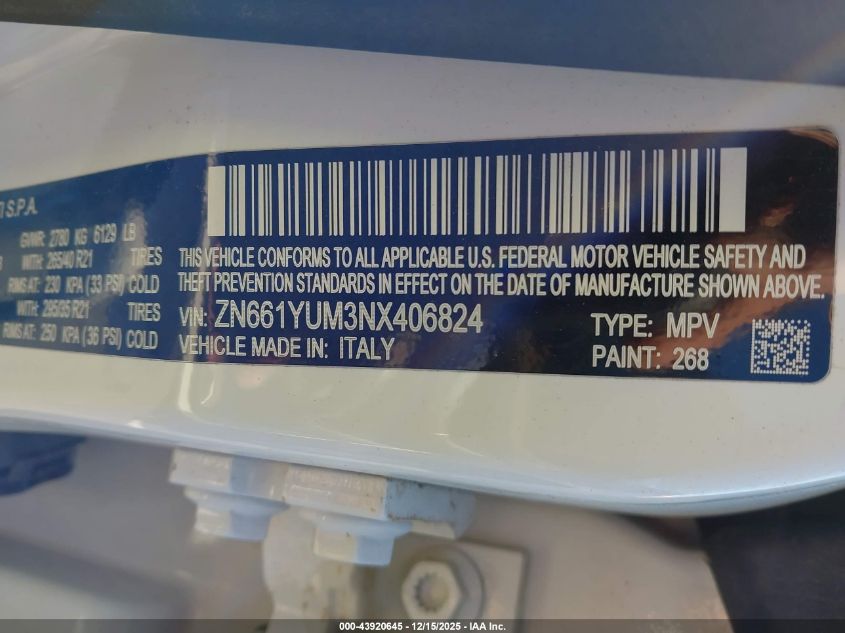 S.P.A.
GVWR: 2780 KG 6129 LB
WITH: 265/40 R21 TIRES
RIMS AT: 230 KPA (33 PSI) COLD
WITH: 295/35 R21 TIRES
RIMS AT: 250 KPA (36 PSI) COLD
THIS VEHICLE CONFORMS TO ALL APPLICABLE U.S. FEDERAL MOTOR VEHICLE SAFETY AND
THEFT PREVENTION STANDARDS IN EFFECT ON THE DATE OF MANUFACTURE SHOWN ABOVE.
VIN: ZN661YUM3NX406824
VEHICLE MADE IN: ITALY
TYPE: MPV
PAINT: 268
000-43920645 - 12/15/2025 - IAA Inc.